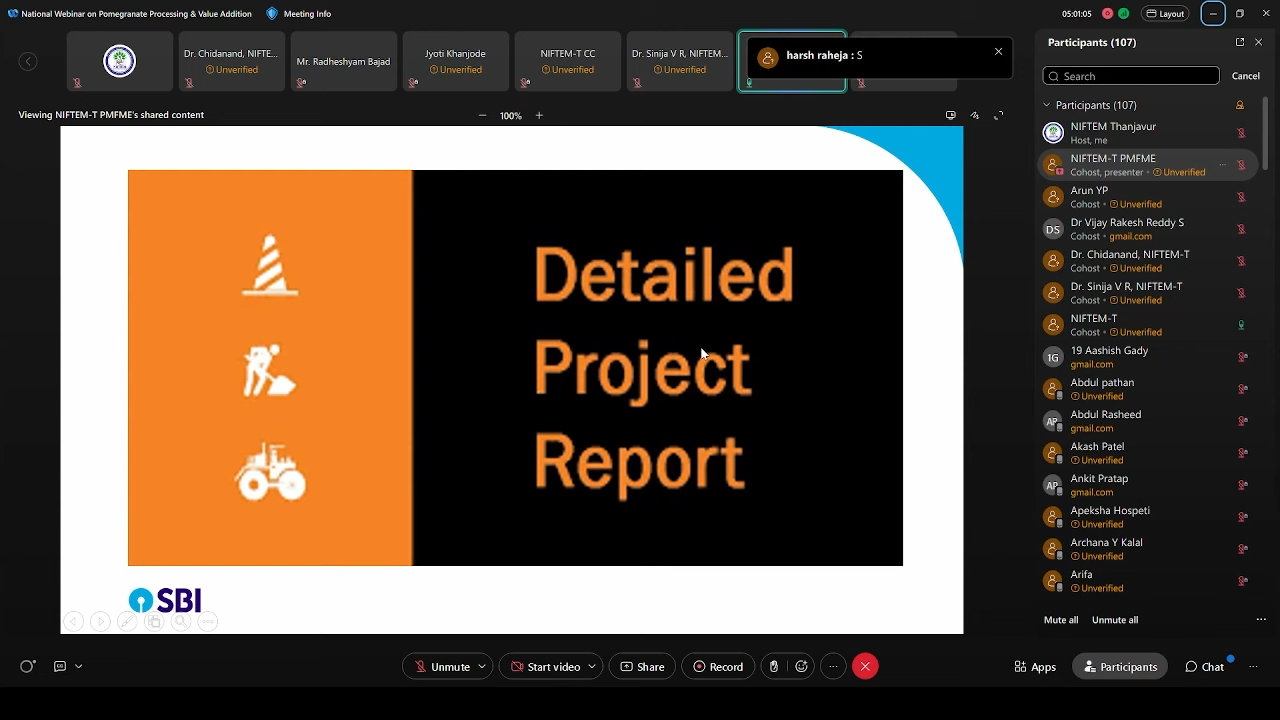 National Webinar on Pomegranate Processing & Value Addition
Meeting Info
05:01:05
Layout
Dr. Chidanand, NIFTE...
Unverified
Mr. Radheshyam Bajad
Jyoti Khanjode
Unverified
NIFTEM-T CC
Unverified
Dr. Sinija V R, NIFTEM...
Unverified
harsh raheja : S
Viewing NIFTEM-T PMFME's shared content
100%
Detailed
Project
Report
SBI
Participants (107)
Search
Cancel
Participants (107)
NIFTEM Thanjavur
Host, me
NIFTEM-T PMFME
Cohost, presenter • Unverified
Arun YP
Cohost • Unverified
DS
Dr Vijay Rakesh Reddy S
Cohost • gmail.com
Dr. Chidanand, NIFTEM-T
Cohost • Unverified
Dr. Sinija V R, NIFTEM-T
Cohost • Unverified
NIFTEM-T
Cohost • Unverified
1G
19 Aashish Gady
gmail.com
Abdul pathan
Unverified
AR
Abdul Rasheed
gmail.com
Akash Patel
Unverified
AP
Ankit Pratap
gmail.com
Apeksha Hospeti
Unverified
Archana Y Kalal
Unverified
Arifa
Unverified
Mute all
Unmute all
Unmute
Start video
Share
Record
Apps
Participants
Chat